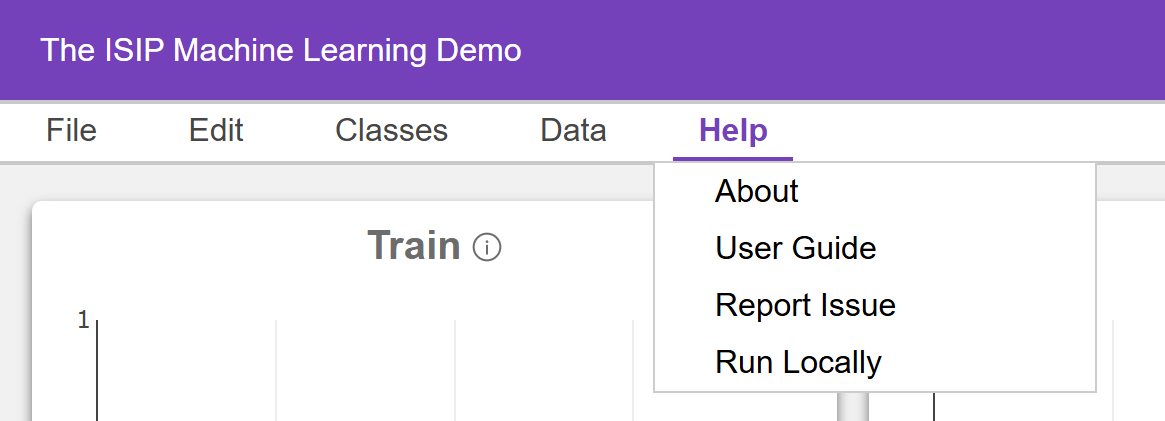 The ISIP Machine Learning Demo
File Edit Classes Data Help
About
User Guide
Report Issue
Run Locally
Train
1